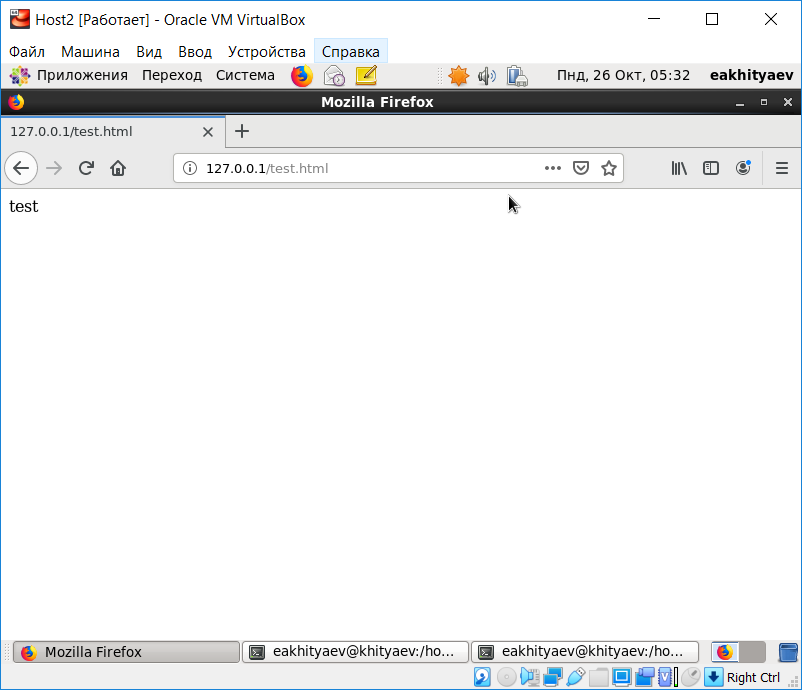 Host2 [Работает] - Oracle VM VirtualBox
Файл Машина Вид Ввод Устройства Справка
Приложения Переход Система Пнд, 26 Окт, 05:32 eakhityaev
Mozilla Firefox
127.0.0.1/test.html
127.0.0.1/test.html
test
Mozilla Firefox eakhityaev@khityaev:/ho... eakhityaev@khityaev:/ho...
Right Ctrl